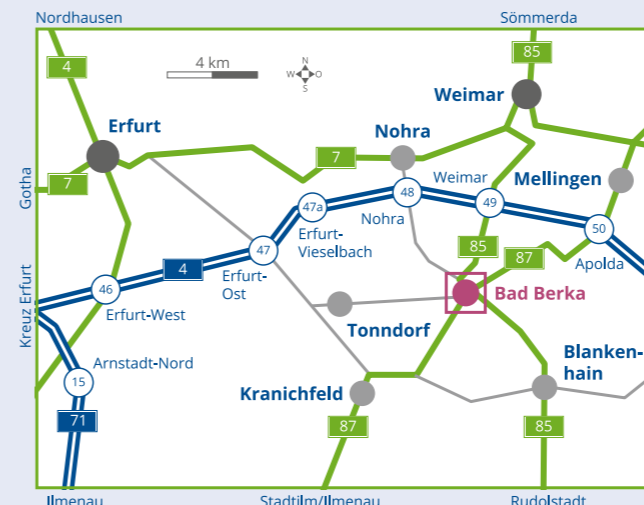 Nordhausen
Sömmerda
4
85
4 km
N
W O
S
Weimar
Erfurt
Nohra
7
7
Gotha
Weimar
Mellingen
48
47a
49
Nohra
50
Erfurt-
Vieselbach
47
85
87
4
Erfurt-
Ost
Apolda
46
Bad Berka
Kreuz Erfurt
Erfurt-West
Tonndorf
Blanken-
hain
Arnstadt-Nord
15
Kranichfeld
71
87
85
Ilmenau
Stadtilm/Ilmenau
Rudolstadt